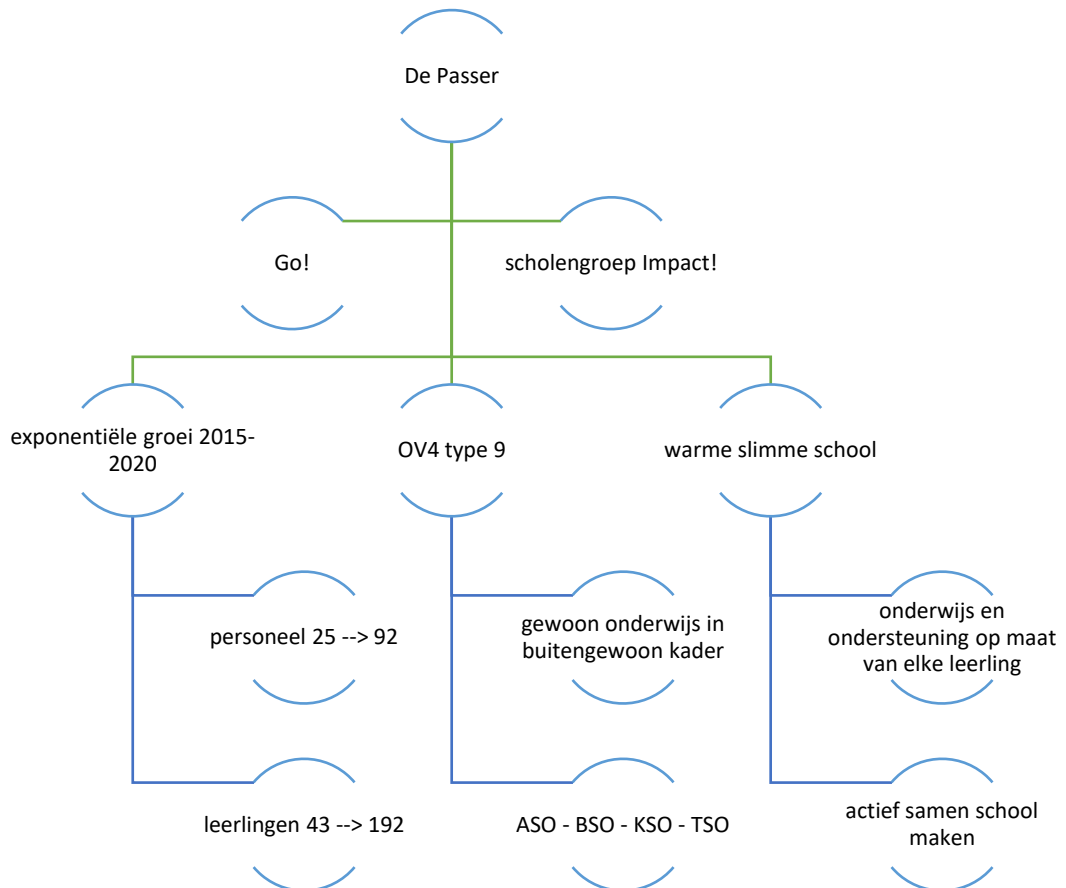 De Passer
Go!
scholengroep Impact!
exponentiële groei 2015-
2020
OV4 type 9
warme slimme school
personeel 25 --> 92
gewoon onderwijs in
buitengewoon kader
onderwijs en
ondersteuning op maat
van elke leerling
leerlingen 43 --> 192
ASO - BSO - KSO - TSO
actief samen school
maken